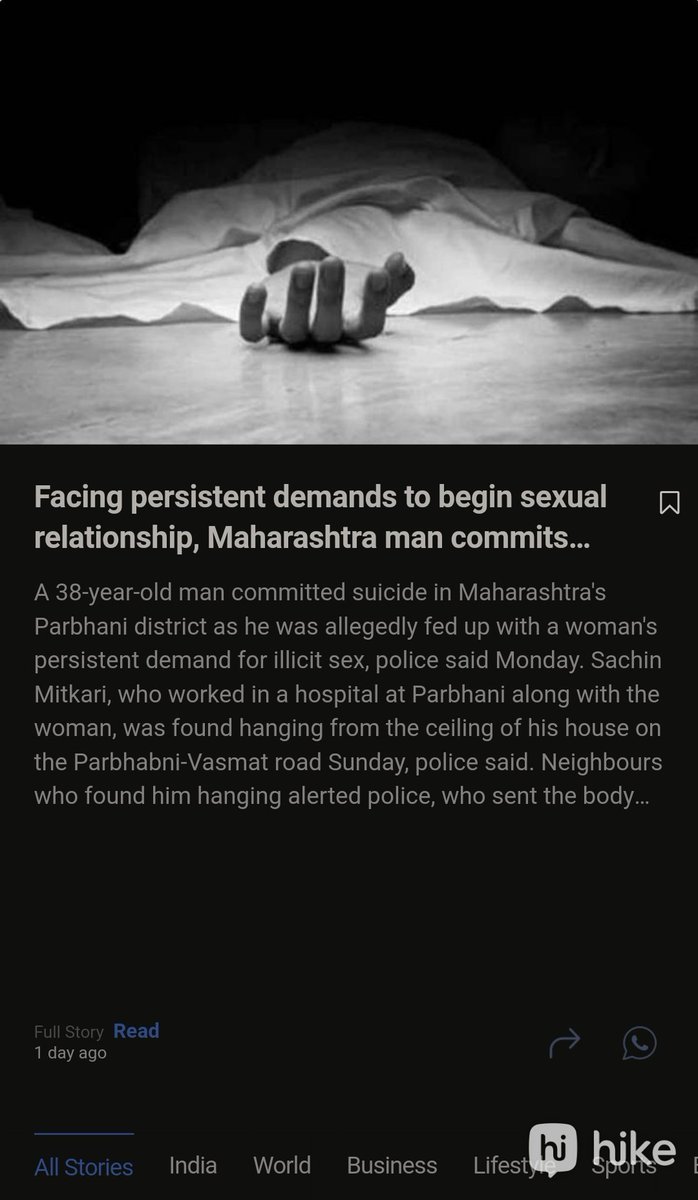 Facing persistent demands to begin sexual
relationship, Maharashtra man commits...
A 38-year-old man committed suicide in Maharashtra's
Parbhani district as he was allegedly fed up with a woman's
persistent demand for illicit sex, police said Monday. Sachin
Mitkari, who worked in a hospital at Parbhani along with the
woman, was found hanging from the ceiling of his house on
the Parbhabni-Vasmat road Sunday, police said. Neighbours
who found him hanging alerted police, who sent the body...
Full Story Read
1 day ago
All Stories India World Business Lifestyle Sports
hi hike